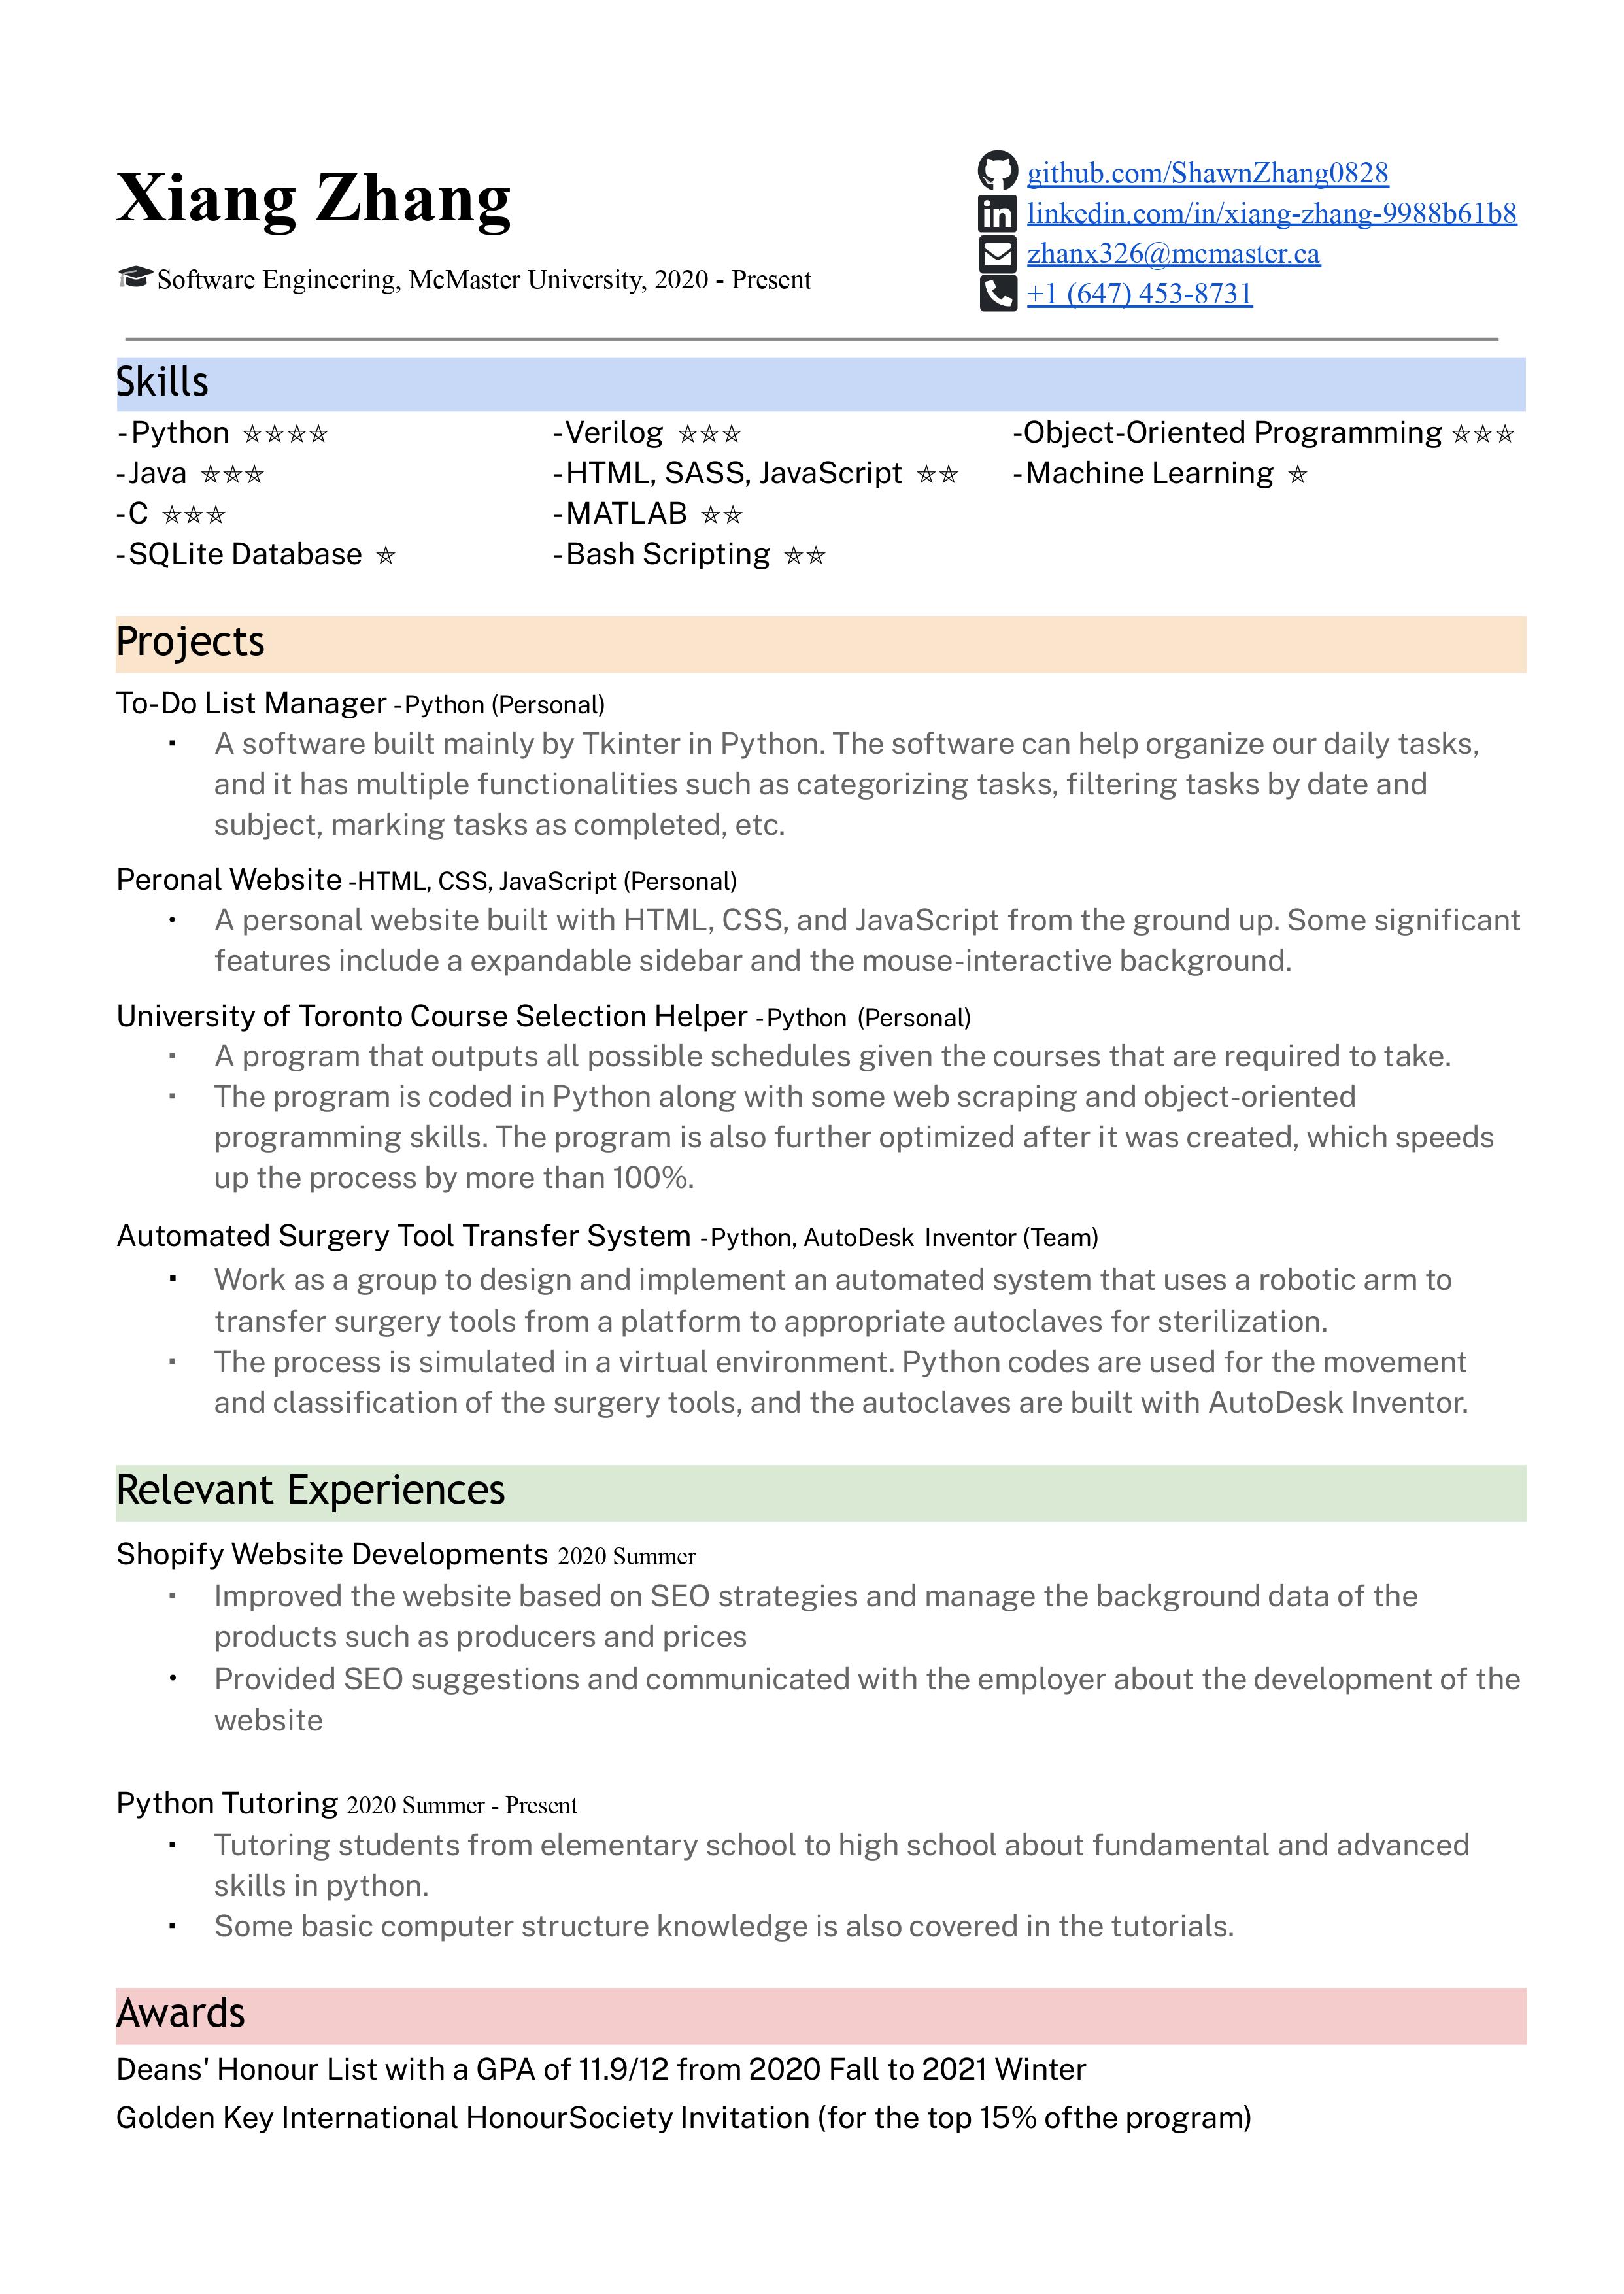 Xiang Zhang
Software Engineering, McMaster University, 2020 - Present
github.com/ShawnZhang0828
linkedin.com/in/xiang-zhang-9988b61b8
zhanx326@mcmaster.ca
+1 (647) 453-8731
Skills
-Python ☆☆☆☆
-Java ☆☆☆
-C ☆☆☆
-SQLite Database ☆
-Verilog ☆☆☆
-HTML, SASS, JavaScript ☆☆
-MATLAB ☆☆
-Bash Scripting ☆☆
-Object-Oriented Programming ☆☆☆
-Machine Learning ☆
Projects
To-Do List Manager -Python (Personal)
▪ A software built mainly by Tkinter in Python. The software can help organize our daily tasks,
and it has multiple functionalities such as categorizing tasks, filtering tasks by date and
subject, marking tasks as completed, etc.
Peronal Website -HTML, CSS, JavaScript (Personal)
• A personal website built with HTML, CSS, and JavaScript from the ground up. Some significant
features include a expandable sidebar and the mouse-interactive background.
University of Toronto Course Selection Helper -Python (Personal)
▪ A program that outputs all possible schedules given the courses that are required to take.
▪ The program is coded in Python along with some web scraping and object-oriented
programming skills. The program is also further optimized after it was created, which speeds
up the process by more than 100%.
Automated Surgery Tool Transfer System -Python, AutoDesk Inventor (Team)
▪ Work as a group to design and implement an automated system that uses a robotic arm to
transfer surgery tools from a platform to appropriate autoclaves for sterilization.
▪ The process is simulated in a virtual environment. Python codes are used for the movement
and classification of the surgery tools, and the autoclaves are built with AutoDesk Inventor.
Relevant Experiences
Shopify Website Developments 2020 Summer
▪ Improved the website based on SEO strategies and manage the background data of the
products such as producers and prices
• Provided SEO suggestions and communicated with the employer about the development of the
website
Python Tutoring 2020 Summer - Present
▪ Tutoring students from elementary school to high school about fundamental and advanced
skills in python.
▪ Some basic computer structure knowledge is also covered in the tutorials.
Awards
Deans' Honour List with a GPA of 11.9/12 from 2020 Fall to 2021 Winter
Golden Key International HonourSociety Invitation (for the top 15% ofthe program)